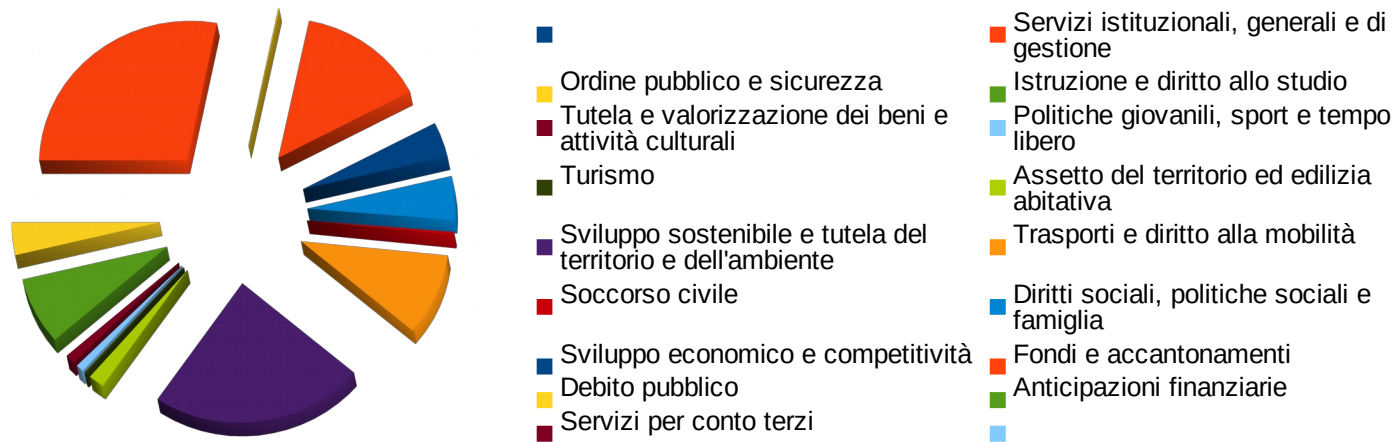 Servizi istituzionali, generali e di
gestione
Ordine pubblico e sicurezza
Istruzione e diritto allo studio
Tutela e valorizzazione dei beni e
attività culturali
Politiche giovanili, sport e tempo
libero
Turismo
Assetto del territorio ed edilizia
abitativa
Sviluppo sostenibile e tutela del
territorio e dell'ambiente
Trasporti e diritto alla mobilità
Soccorso civile
Diritti sociali, politiche sociali e
famiglia
Sviluppo economico e competitività
Fondi e accantonamenti
Debito pubblico
Anticipazioni finanziarie
Servizi per conto terzi